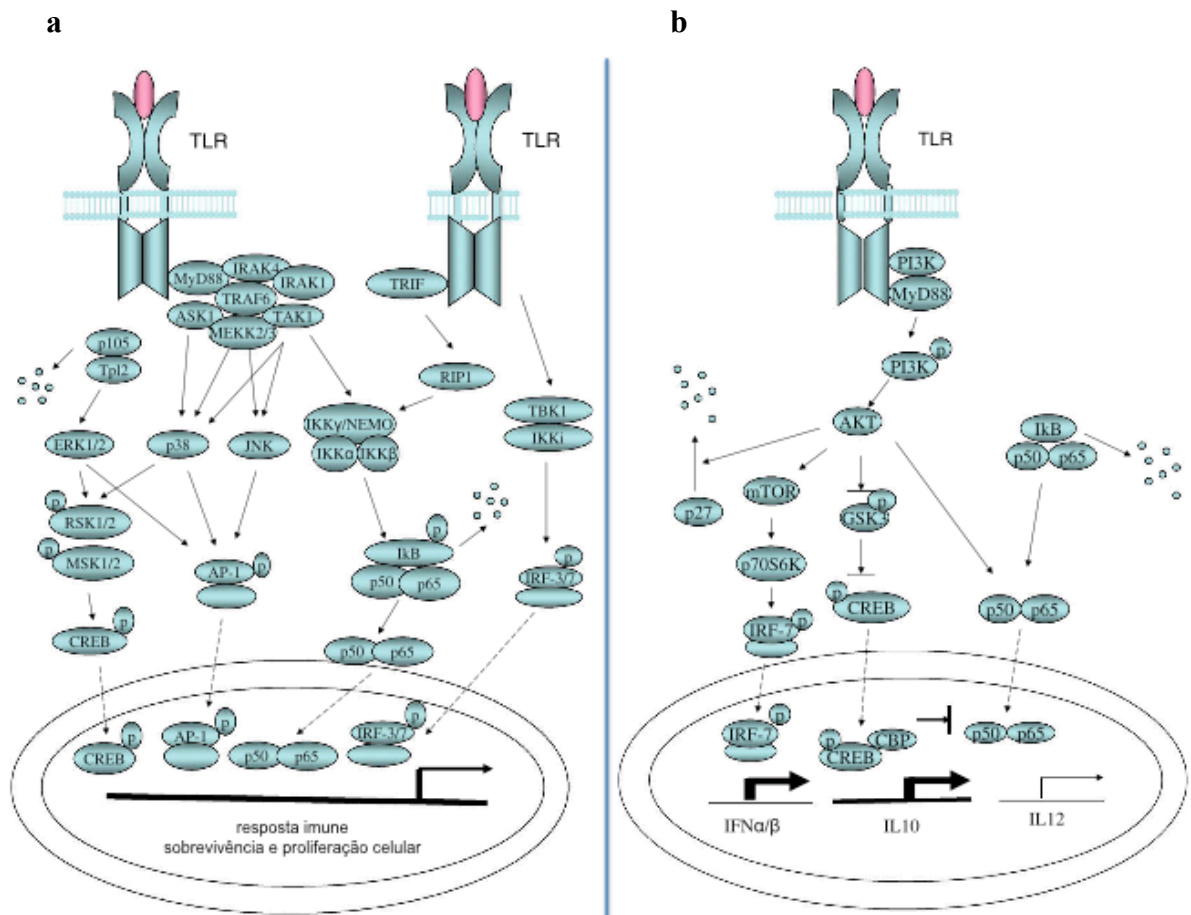 a
TLR
TLR
MyD88
IRAK4
IRAK1
TRAF6
ASK1
TAK1
MEKK2/3
TRIF
p105
Tpl2
RIP1
TBK1
IKKi
IKKγ/NEMO
IKKα
IKKβ
ERK1/2
p38
JNK
p
RSK1/2
p
MSK1/2
AP-1
p
p
IkB
p50
p65
p
IRF-3/7
p
CREB
p50
p65
p
CREB
p
AP-1
p50
p65
p
IRF-3/7
resposta imune
sobrevivência e proliferação celular
b
TLR
PI3K
MyD88
p
PI3K
AKT
IkB
p50
p65
p27
mTOR
p
GSK3
p70S6K
p
CREB
p50
p65
p
IRF-7
p
IRF-7
p
CREB
CBP
p50
p65
IFNα/β
IL10
IL12